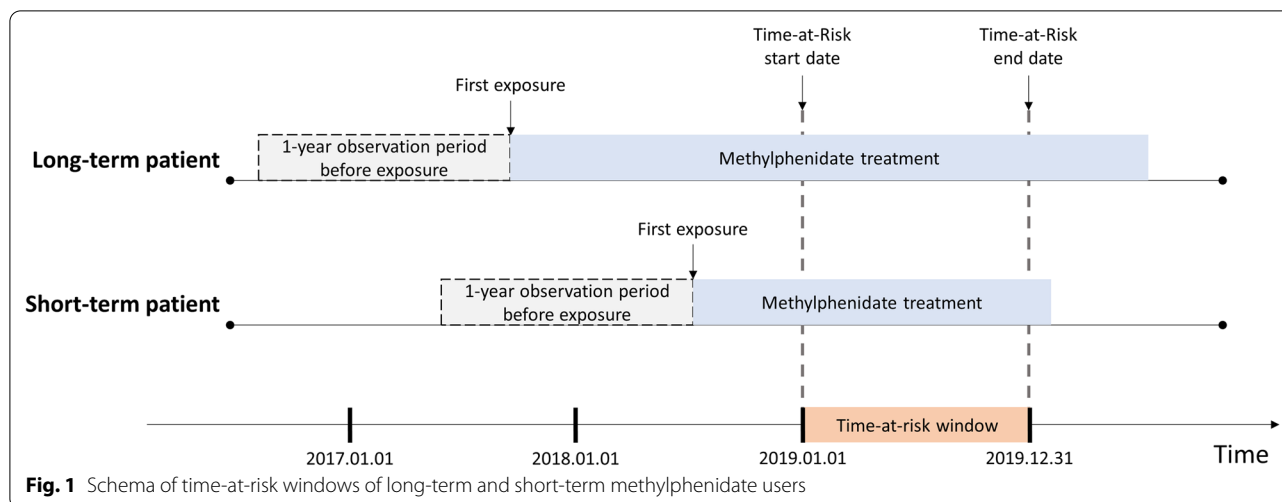 Time-at-Risk
start date
Time-at-Risk
end date
First exposure
Long-term patient
1-year observation period
before exposure
Methylphenidate treatment
First exposure
Short-term patient
1-year observation period
before exposure
Methylphenidate treatment
Time-at-risk window
2017.01.01
2018.01.01
2019.01.01
2019.12.31
Time
Fig. 1 Schema of time-at-risk windows of long-term and short-term methylphenidate users